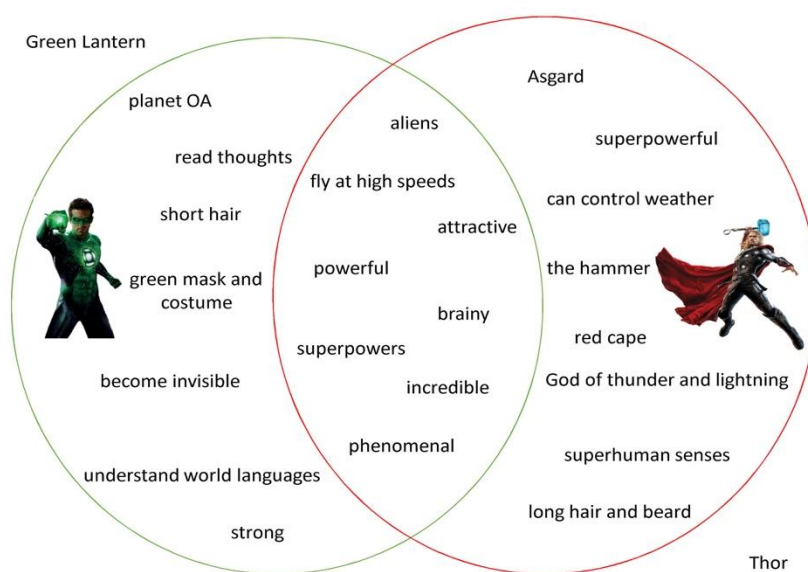 Green Lantern
planet OA
read thoughts
short hair
green mask and
costume
become invisible
understand world languages
strong
aliens
fly at high speeds
attractive
powerful
brainy
superpowers
incredible
phenomenal
Asgard
superpowerful
can control weather
the hammer
red cape
God of thunder and lightning
superhuman senses
long hair and beard
Thor